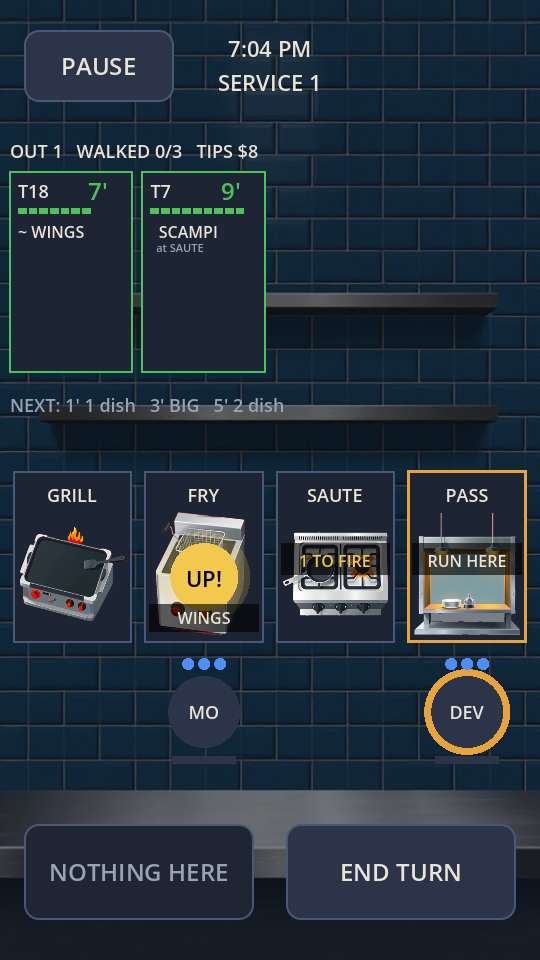 PAUSE
7:04 PM
SERVICE 1
OUT 1 WALKED 0/3 TIPS $8
T18 7'
~ WINGS
T7 9'
SCAMPI
at SAUTE
NEXT: 1' 1 dish 3' BIG 5' 2 dish
GRILL
FRY
UP!
WINGS
SAUTE
1 TO FIRE
PASS
RUN HERE
MO
DEV
NOTHING HERE
END TURN